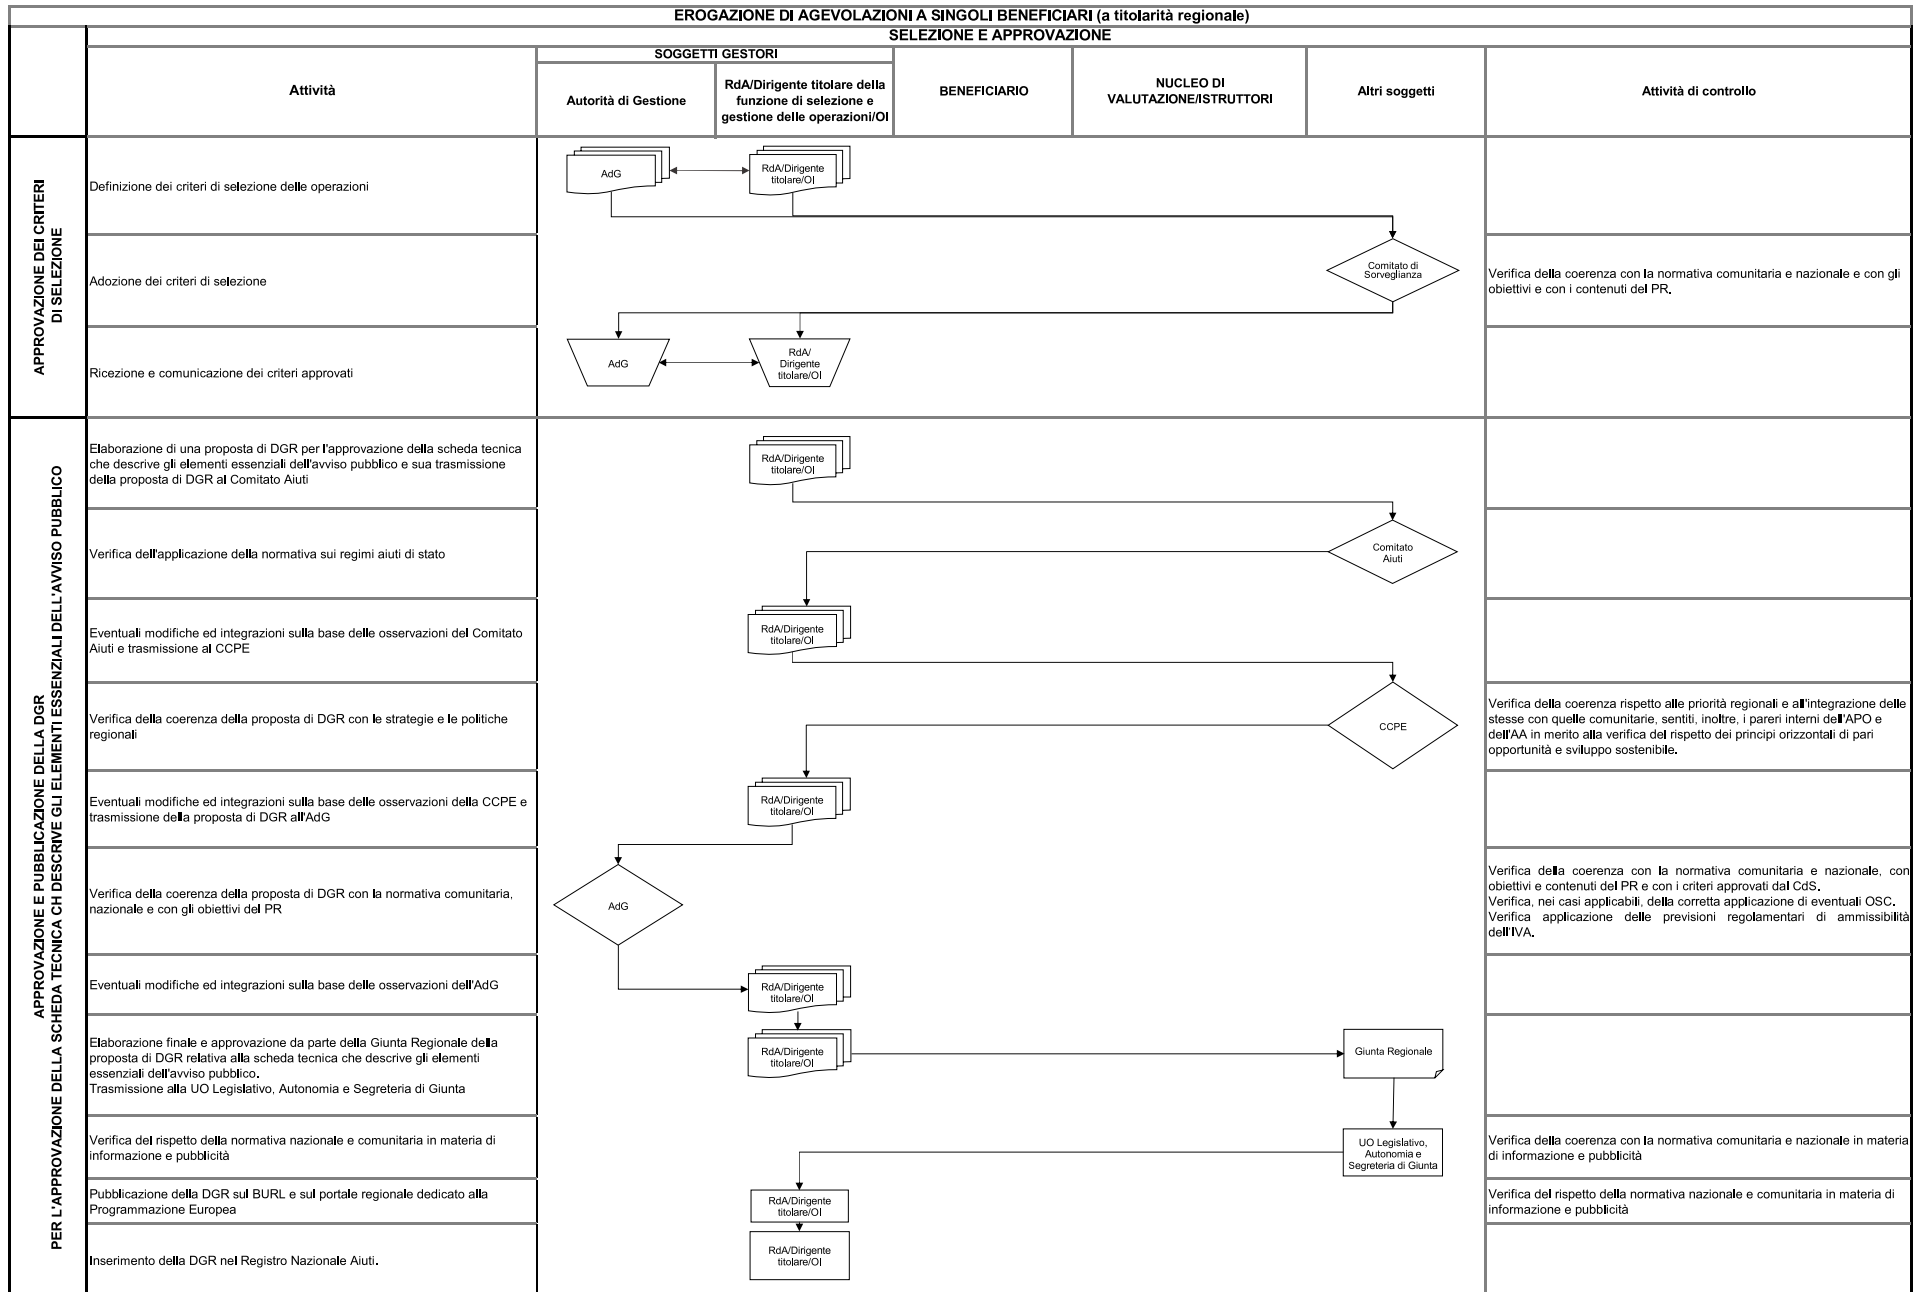 EROGAZIONE DI AGEVOLAZIONI A SINGOLI BENEFICIARI (a titolarità regionale)
SELEZIONE E APPROVAZIONE
Attività
SOGGETTI GESTORI
Autorità di Gestione
RdA/Dirigente titolare della
funzione di selezione e
gestione delle operazioni/OI
BENEFICIARIO
NUCLEO DI
VALUTAZIONE/ISTRUTTORI
Altri soggetti
Attività di controllo
APPROVAZIONE DEI CRITERI
DI SELEZIONE
Definizione dei criteri di selezione delle operazioni
AdG
RdA/Dirigente
titolare/OI
Adozione dei criteri di selezione
Comitato di
Sorveglianza
Verifica della coerenza con la normativa comunitaria e nazionale e con gli
obiettivi e con i contenuti del PR.
Ricezione e comunicazione dei criteri approvati
AdG
RdA/
Dirigente
titolare/OI
APPROVAZIONE E PUBBLICAZIONE DELLA DGR
PER L'APPROVAZIONE DELLA SCHEDA TECNICA CH DESCRIVE GLI ELEMENTI ESSENZIALI DELL'AVVISO PUBBLICO
Elaborazione di una proposta di DGR per l'approvazione della scheda tecnica
che descrive gli elementi essenziali dell'avviso pubblico e sua trasmissione
della proposta di DGR al Comitato Aiuti
RdA/Dirigente
titolare/OI
Verifica dell'applicazione della normativa sui regimi aiuti di stato
Comitato
Aiuti
Eventuali modifiche ed integrazioni sulla base delle osservazioni del Comitato
Aiuti e trasmissione al CCPE
RdA/Dirigente
titolare/OI
Verifica della coerenza della proposta di DGR con le strategie e le politiche
regionali
CCPE
Verifica della coerenza rispetto alle priorità regionali e all'integrazione delle
stesse con quelle comunitarie, sentiti, inoltre, i pareri interni dell'APO e
dell'AA in merito alla verifica del rispetto dei principi orizzontali di pari
opportunità e sviluppo sostenibile.
Eventuali modifiche ed integrazioni sulla base delle osservazioni della CCPE e
trasmissione della proposta di DGR all'AdG
RdA/Dirigente
titolare/OI
Verifica della coerenza della proposta di DGR con la normativa comunitaria,
nazionale e con gli obiettivi del PR
AdG
Verifica della coerenza con la normativa comunitaria e nazionale, con
obiettivi e contenuti del PR e con i criteri approvati dal CdS.
Verifica, nei casi applicabili, della corretta applicazione di eventuali OSC.
Verifica applicazione delle previsioni regolamentari di ammissibilità
dell'IVA.
Eventuali modifiche ed integrazioni sulla base delle osservazioni dell'AdG
RdA/Dirigente
titolare/OI
Elaborazione finale e approvazione da parte della Giunta Regionale della
proposta di DGR relativa alla scheda tecnica che descrive gli elementi
essenziali dell'avviso pubblico.
Trasmissione alla UO Legislativo, Autonomia e Segreteria di Giunta
RdA/Dirigente
titolare/OI
Giunta Regionale
Verifica del rispetto della normativa nazionale e comunitaria in materia di
informazione e pubblicità
UO Legislativo,
Autonomia e
Segreteria di Giunta
Verifica della coerenza con la normativa comunitaria e nazionale in materia
di informazione e pubblicità
Pubblicazione della DGR sul BURL e sul portale regionale dedicato alla
Programmazione Europea
RdA/Dirigente
titolare/OI
Verifica del rispetto della normativa nazionale e comunitaria in materia di
informazione e pubblicità
Inserimento della DGR nel Registro Nazionale Aiuti.
RdA/Dirigente
titolare/OI